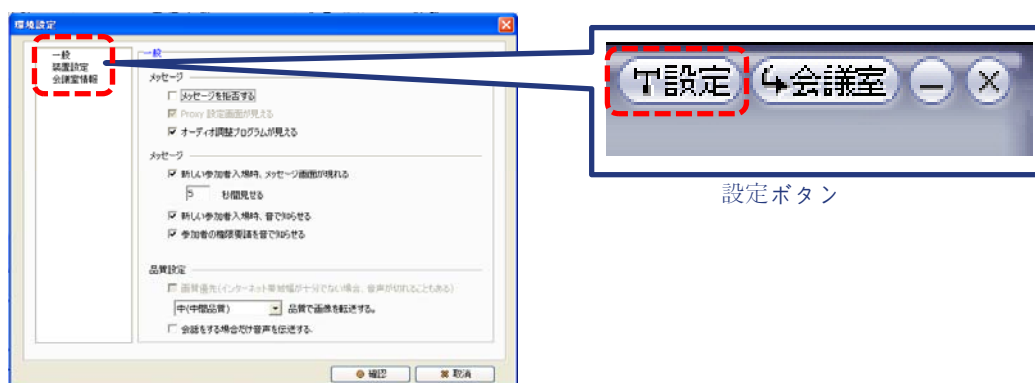 環境設定
一般
装置設定
会議室情報
一般
メッセージ
メッセージを拒否する
Proxy 設定画面が見える
オーディオ調整プログラムが見える
メッセージ
新しい参加者入場時、メッセージ画面が現れる
5 秒間見せる
新しい参加者入場時、音で知らせる
参加者の権限要請を音で知らせる
品質設定
画質優先(インターネット帯域幅が十分でない場合、音声が切れることもある)
中(中間品質) 品質で画像を転送する。
会話をする場合だけ音声を伝送する.
確認 取消
設定 会議室
設定ボタン